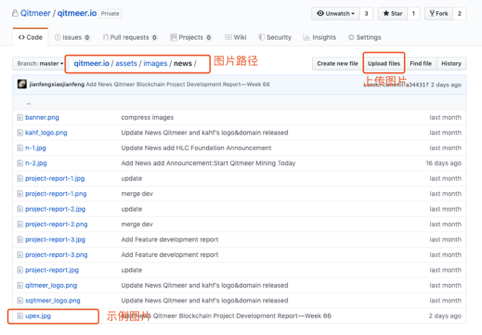 Qitmeer / qitmeer.io Private
Unwatch 3 Star 1 Fork 2
Code Issues 0 Pull requests 0 Projects 0 Wiki Security Insights Settings
Branch: master qitmeer.io / assets / images / news / 图片路径 Create new file Upload files Find file History
上传图片
jianfengxiaojianfeng Add News Qitmeer Blockchain Project Development Report—Week 66 a34431f 2 days ago
..
banner.png compress images last month
kahf_logo.png Update News Qitmeer and kahf's logo&domain released last month
n-1.jpg Update News add HLC Foundation Announcement last month
n-2.jpg Add News add Announcement:Start Qitmeer Mining Today 16 days ago
project-report-1.jpg update last month
project-report-1.png merge dev last month
project-report-2.jpg update last month
project-report-2.png merge dev last month
project-report-3.jpg Add Feature development report last month
project-report-3.png Add Feature development report last month
project-report.jpg update last month
qitmeer_logo.png Update News Qitmeer and kahf's logo&domain released last month
sqitmeer_logo.png Update News Qitmeer and kahf's logo&domain released last month
upex.jpg 示例图片 News Qitmeer Blockchain Project Development Report—Week 66 2 days ago